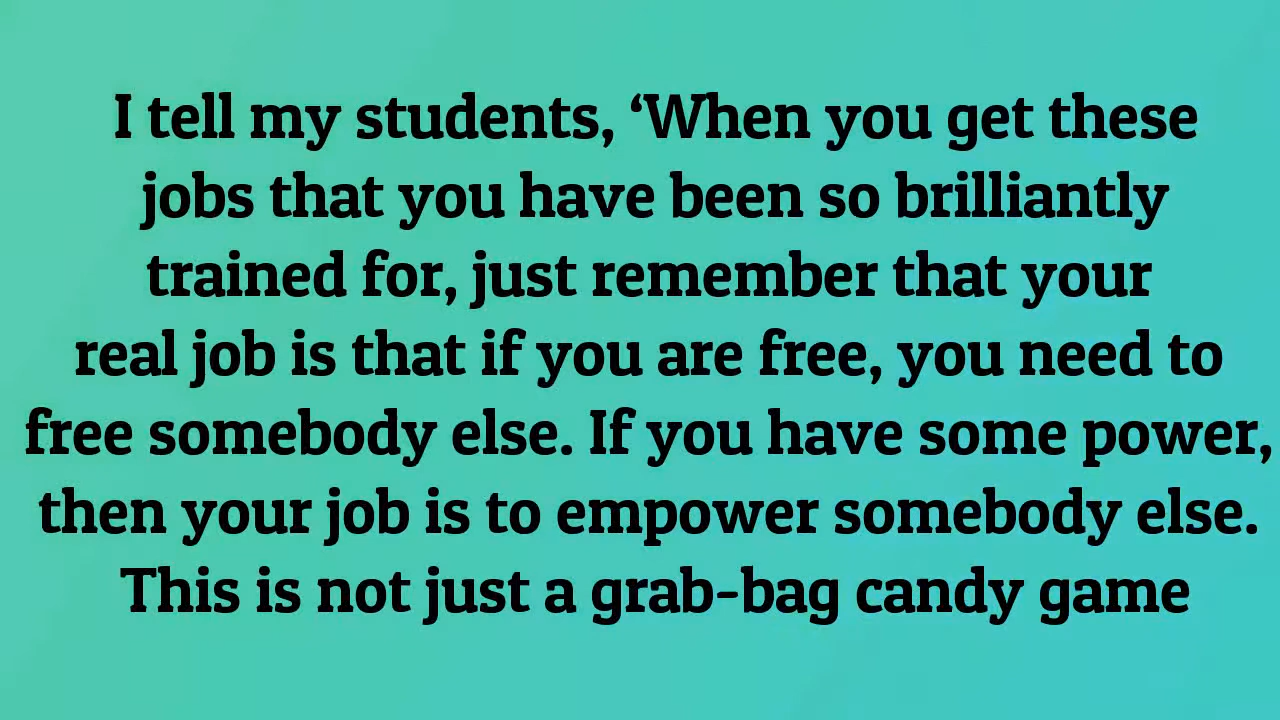 I tell my students, ‘When you get these
jobs that you have been so brilliantly
trained for, just remember that your
real job is that if you are free, you need to
free somebody else. If you have some power,
then your job is to empower somebody else.
This is not just a grab-bag candy game